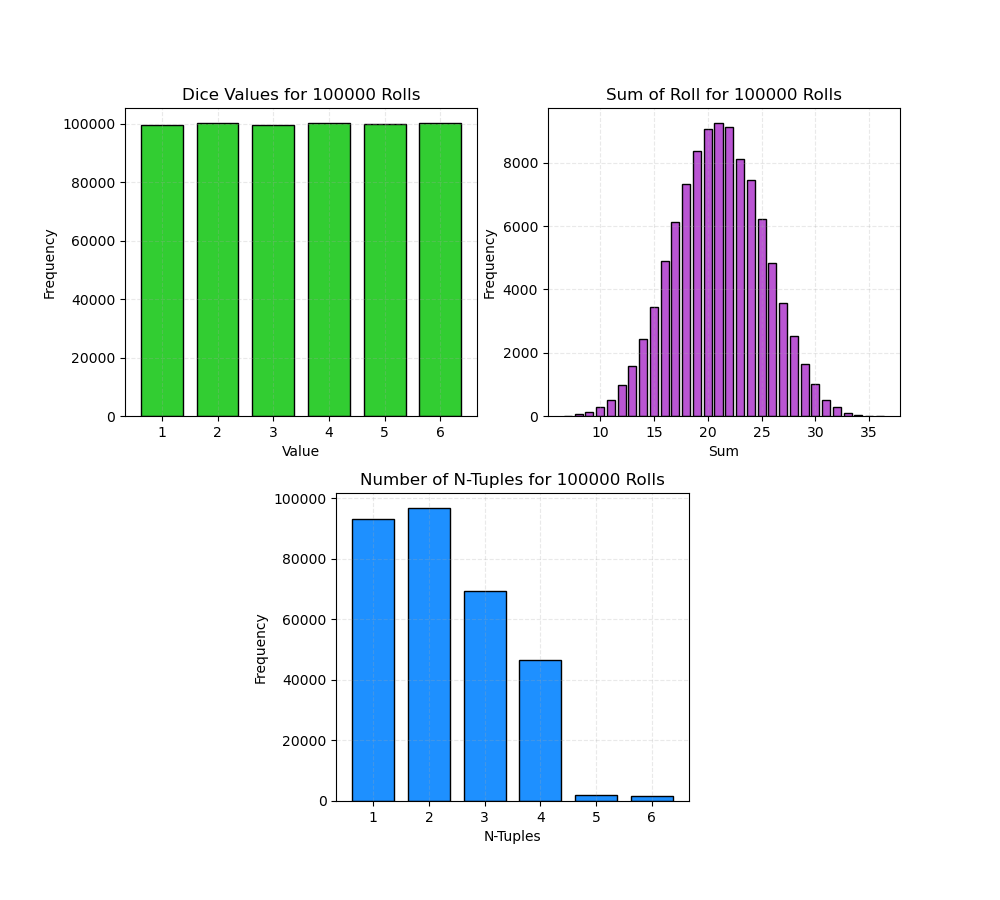 Dice Values for 100000 Rolls
100000
80000
60000
40000
20000
0
Frequency
1 2 3 4 5 6
Value
Sum of Roll for 100000 Rolls
8000
6000
4000
2000
0
Frequency
10 15 20 25 30 35
Sum
Number of N-Tuples for 100000 Rolls
100000
80000
60000
40000
20000
0
Frequency
1 2 3 4 5 6
N-Tuples